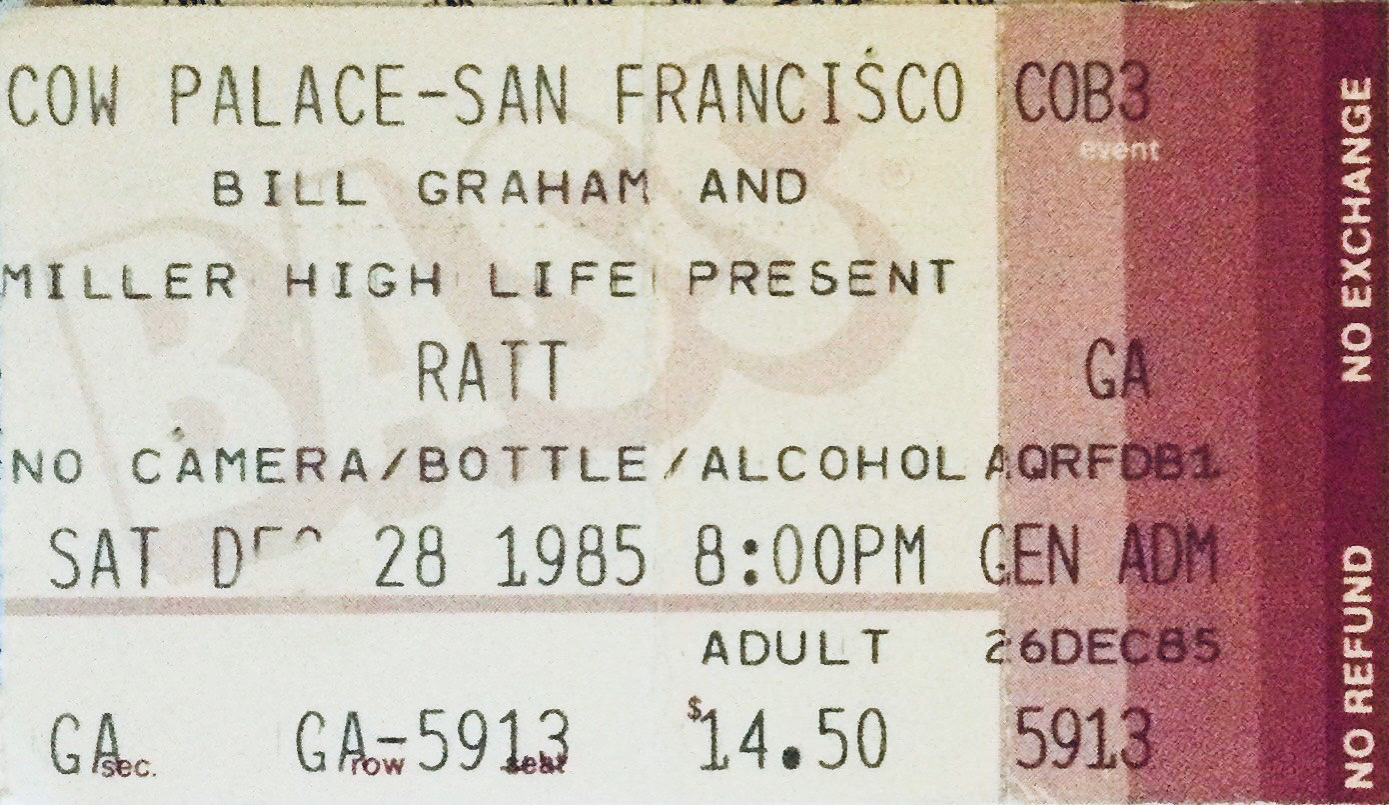 COW PALACE-SAN FRANCISCO COB3
event
BILL GRAHAM AND
MILLER HIGH LIFE PRESENT
RATT GA
NO CAMERA/BOTTLE/ALCOHOL AQRFDB1
SAT DEC 28 1985 8:00PM GEN ADM
ADULT 26DEC85
GA GA-5913 $14.50 5913
sec. row seat
BASS
NO EXCHANGE
NO REFUND